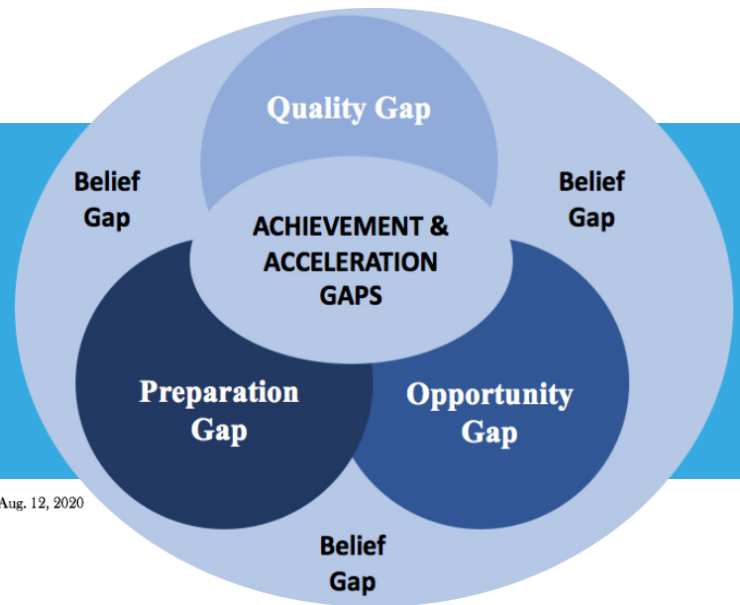 Quality Gap
Belief
Gap
Belief
Gap
ACHIEVEMENT &
ACCELERATION
GAPS
Preparation
Gap
Opportunity
Gap
Aug. 12, 2020
Belief
Gap